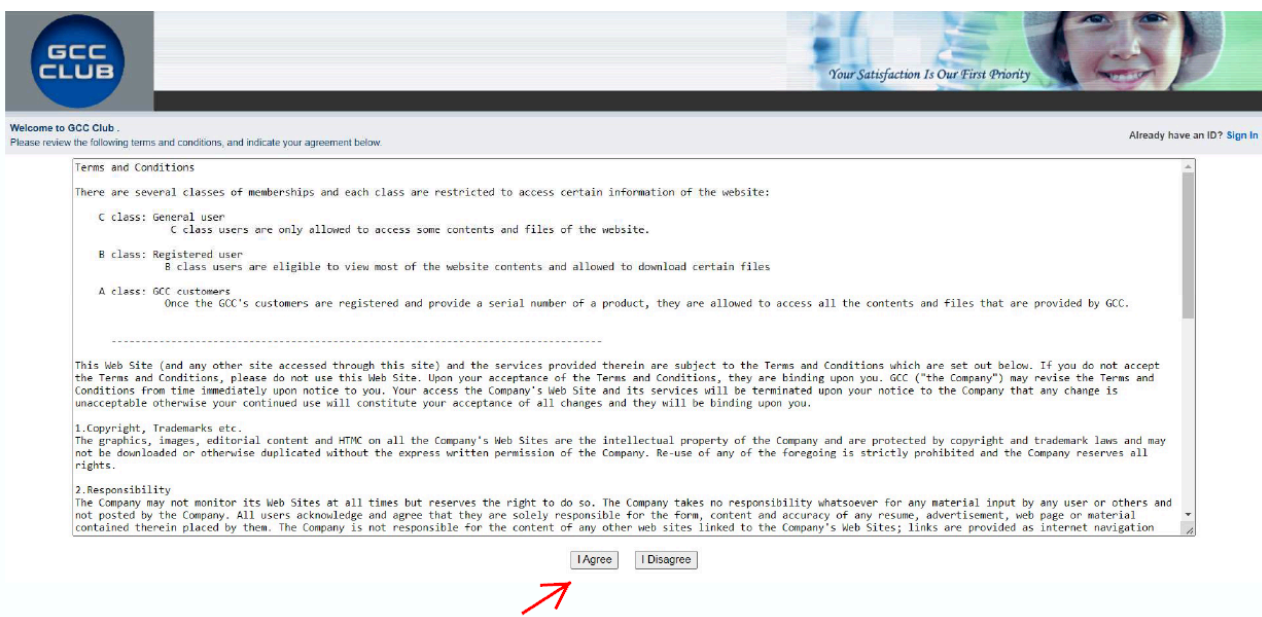 GCC
CLUB
Your Satisfaction Is Our First Priority
Welcome to GCC Club .
Please review the following terms and conditions, and indicate your agreement below.
Already have an ID? Sign In
Terms and Conditions
There are several classes of memberships and each class are restricted to access certain information of the website:
C class: General user
C class users are only allowed to access some contents and files of the website.
B class: Registered user
B class users are eligible to view most of the website contents and allowed to download certain files
A class: GCC customers
Once the GCC's customers are registered and provide a serial number of a product, they are allowed to access all the contents and files that are provided by GCC.
--------------------------------------------------------------------------------
This Web Site (and any other site accessed through this site) and the services provided therein are subject to the Terms and Conditions which are set out below. If you do not accept
the Terms and Conditions, please do not use this Web Site. Upon your acceptance of the Terms and Conditions, they are binding upon you. GCC ("the Company") may revise the Terms and
Conditions from time immediately upon notice to you. Your access the Company's Web Site and its services will be terminated upon your notice to the Company that any change is
unacceptable otherwise your continued use will constitute your acceptance of all changes and they will be binding upon you.
1.Copyright, Trademarks etc.
The graphics, images, editorial content and HTMC on all the Company's Web Sites are the intellectual property of the Company and are protected by copyright and trademark laws and may
not be downloaded or otherwise duplicated without the express written permission of the Company. Re-use of any of the foregoing is strictly prohibited and the Company reserves all
rights.
2.Responsibility
The Company may not monitor its Web Sites at all times but reserves the right to do so. The Company takes no responsibility whatsoever for any material input by any user or others and
not posted by the Company. All users acknowledge and agree that they are solely responsible for the form, content and accuracy of any resume, advertisement, web page or material
contained therein placed by them. The Company is not responsible for the content of any other web sites linked to the Company's Web Sites; links are provided as internet navigation
I Agree
I Disagree